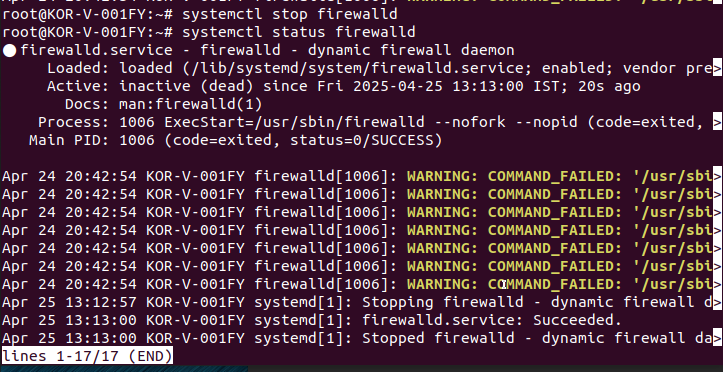 root@KOR-V-001FY:~# systemctl stop firewalld
root@KOR-V-001FY:~# systemctl status firewalld
●firewalld.service - firewalld - dynamic firewall daemon
     Loaded: loaded (/lib/systemd/system/firewalld.service; enabled; vendor pre>
     Active: inactive (dead) since Fri 2025-04-25 13:13:00 IST; 20s ago
       Docs: man:firewalld(1)
    Process: 1006 ExecStart=/usr/sbin/firewalld --nofork --nopid (code=exited, >
   Main PID: 1006 (code=exited, status=0/SUCCESS)

Apr 24 20:42:54 KOR-V-001FY firewalld[1006]: WARNING: COMMAND_FAILED: '/usr/sbi>
Apr 24 20:42:54 KOR-V-001FY firewalld[1006]: WARNING: COMMAND_FAILED: '/usr/sbi>
Apr 24 20:42:54 KOR-V-001FY firewalld[1006]: WARNING: COMMAND_FAILED: '/usr/sbi>
Apr 24 20:42:54 KOR-V-001FY firewalld[1006]: WARNING: COMMAND_FAILED: '/usr/sbi>
Apr 24 20:42:54 KOR-V-001FY firewalld[1006]: WARNING: COMMAND_FAILED: '/usr/sbi>
Apr 24 20:42:54 KOR-V-001FY firewalld[1006]: WARNING: COMMAND_FAILED: '/usr/sbi>
Apr 24 20:42:54 KOR-V-001FY firewalld[1006]: WARNING: COMMAND_FAILED: '/usr/sbi>
Apr 25 13:12:57 KOR-V-001FY systemd[1]: Stopping firewalld - dynamic firewall d>
Apr 25 13:13:00 KOR-V-001FY systemd[1]: firewalld.service: Succeeded.
Apr 25 13:13:00 KOR-V-001FY systemd[1]: Stopped firewalld - dynamic firewall da>
lines 1-17/17 (END)